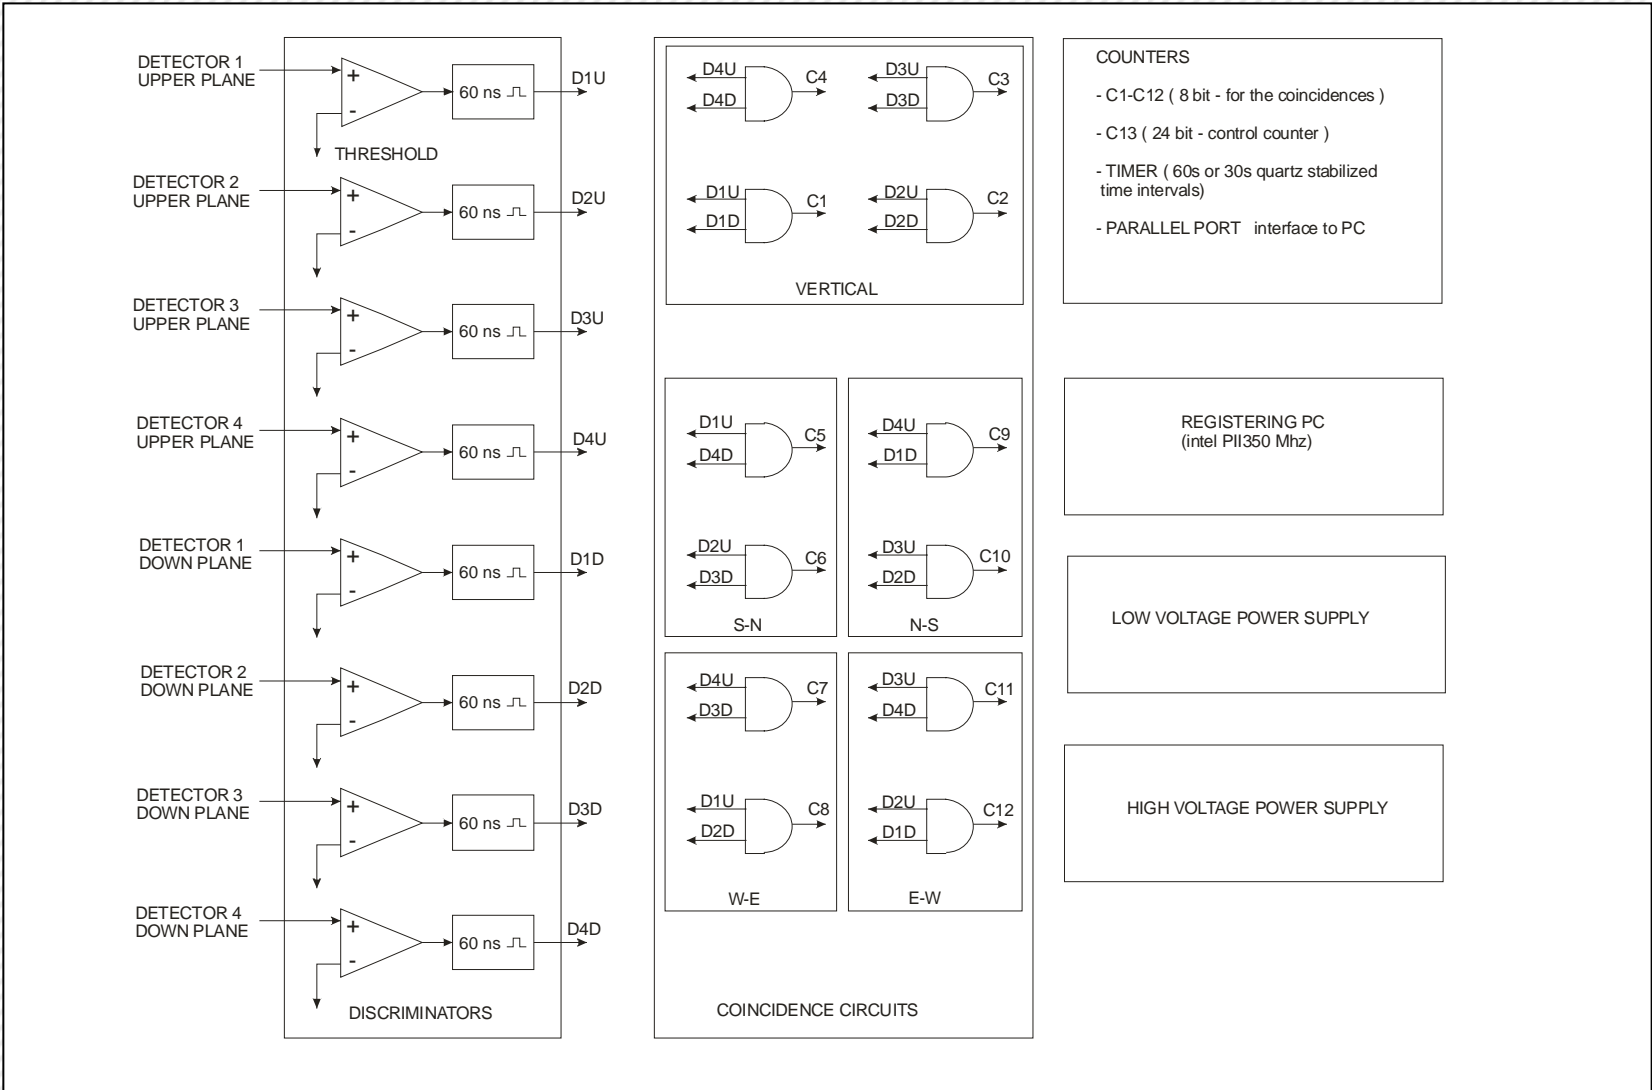 DETECTOR 1
UPPER PLANE
+
-
60 ns
D1U
THRESHOLD
DETECTOR 2
UPPER PLANE
+
-
60 ns
D2U
DETECTOR 3
UPPER PLANE
+
-
60 ns
D3U
DETECTOR 4
UPPER PLANE
+
-
60 ns
D4U
DETECTOR 1
DOWN PLANE
+
-
60 ns
D1D
DETECTOR 2
DOWN PLANE
+
-
60 ns
D2D
DETECTOR 3
DOWN PLANE
+
-
60 ns
D3D
DETECTOR 4
DOWN PLANE
+
-
60 ns
D4D
DISCRIMINATORS
D4U
D4D
C4
D3U
D3D
C3
D1U
D1D
C1
D2U
D2D
C2
VERTICAL
D1U
D4D
C5
D2U
D3D
C6
S-N
D4U
D1D
C9
D3U
D2D
C10
N-S
D4U
D3D
C7
D1U
D2D
C8
W-E
D3U
D4D
C11
D2U
D1D
C12
E-W
COINCIDENCE CIRCUITS
COUNTERS
- C1-C12 ( 8 bit - for the coincidences )
- C13 ( 24 bit - control counter )
- TIMER ( 60s or 30s quartz stabilized
time intervals)
- PARALLEL PORT interface to PC
REGISTERING PC
(intel PII350 Mhz)
LOW VOLTAGE POWER SUPPLY
HIGH VOLTAGE POWER SUPPLY